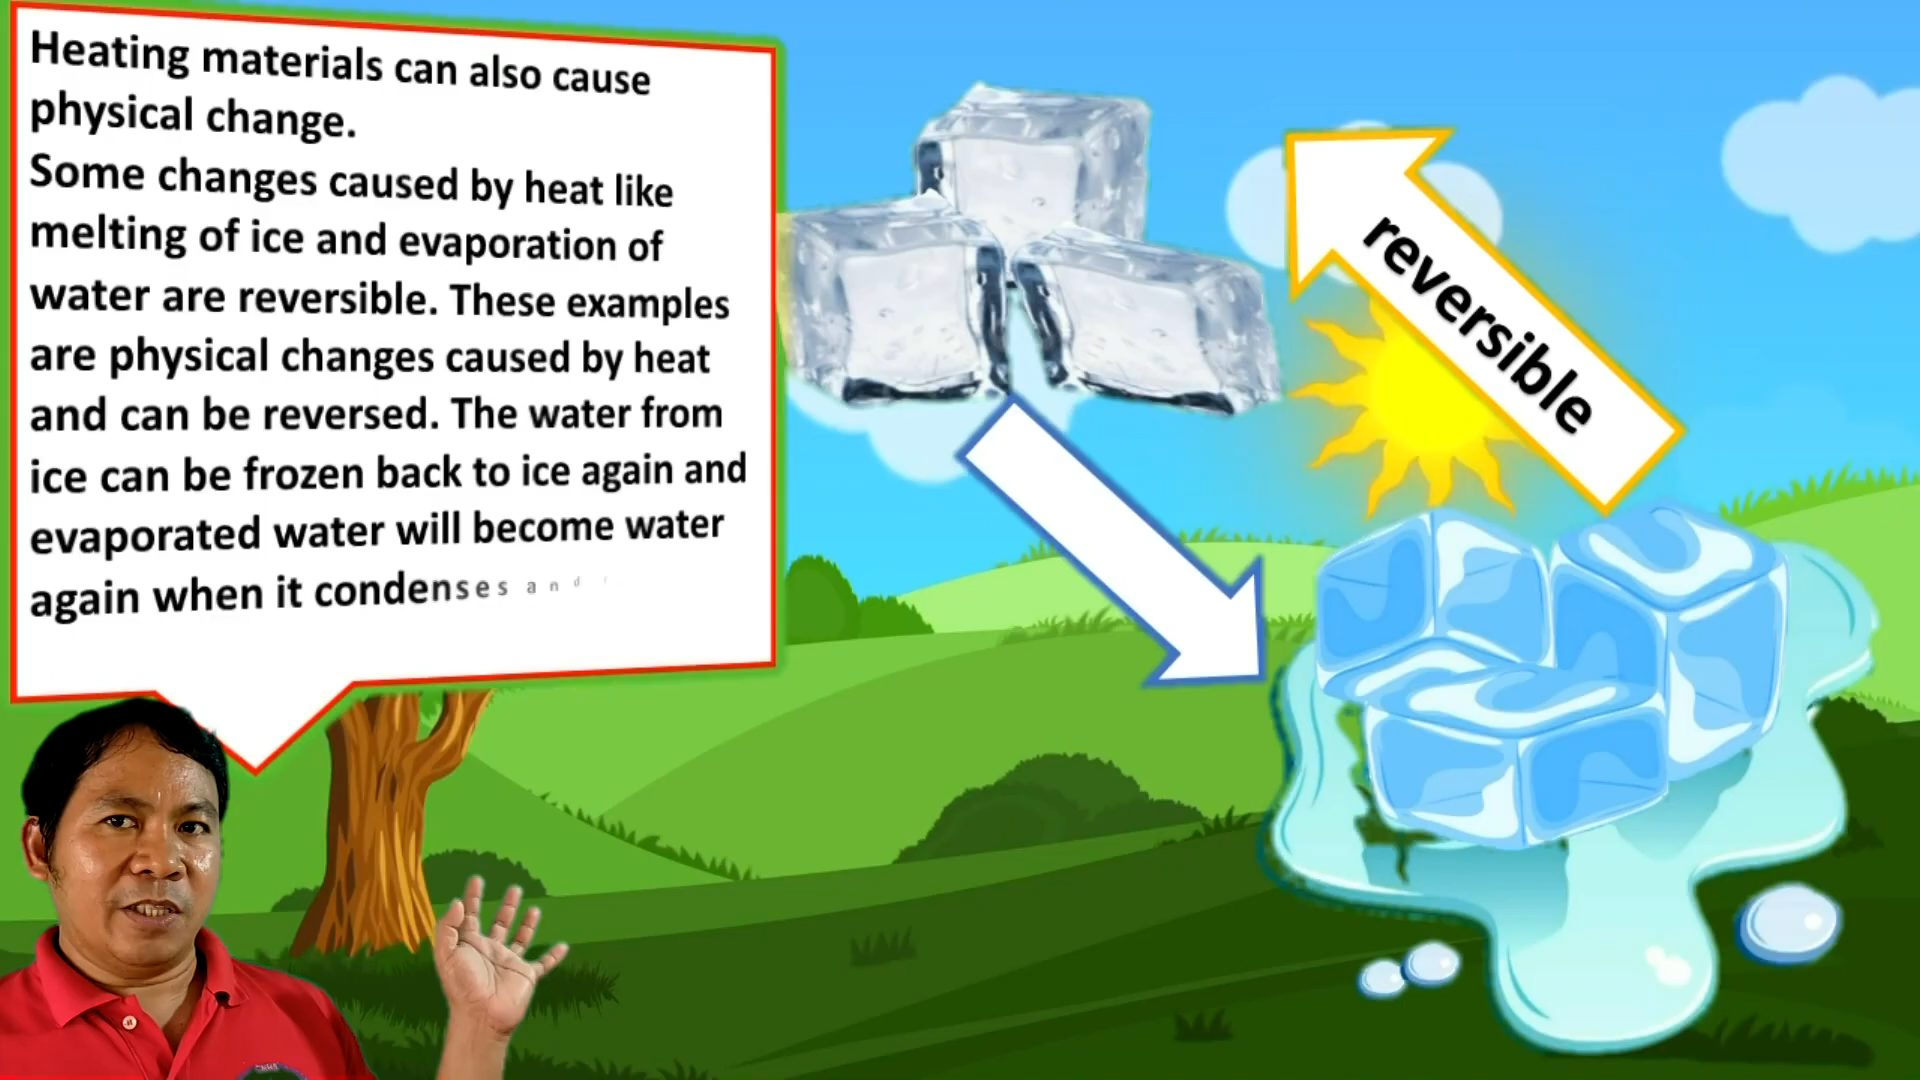 Heating materials can also cause
physical change.
Some changes caused by heat like
melting of ice and evaporation of
water are reversible. These examples
are physical changes caused by heat
and can be reversed. The water from
ice can be frozen back to ice again and
evaporated water will become water
again when it condenses and
reversible